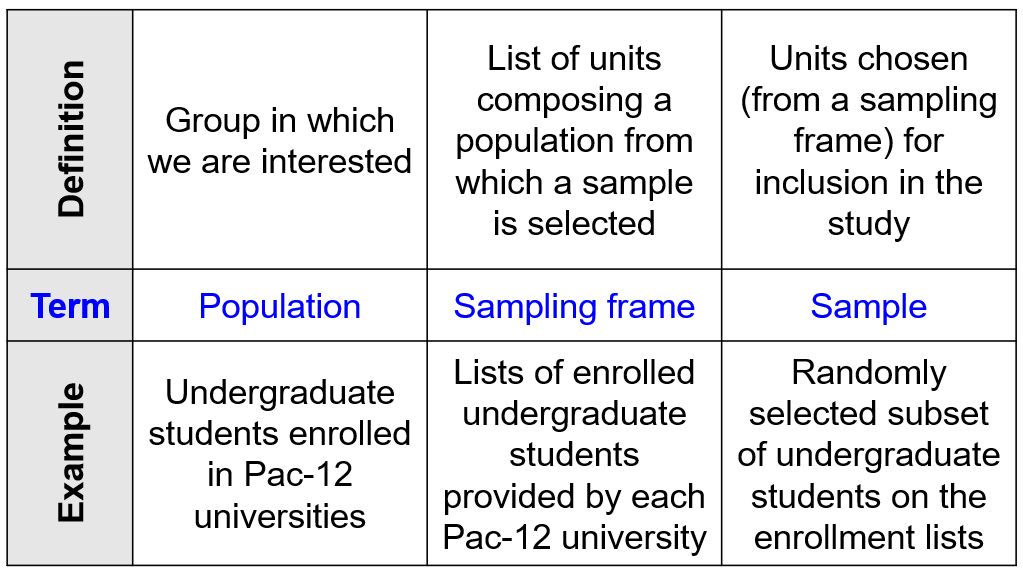 Definition
Group in which
we are interested
List of units
composing a
population from
which a sample
is selected
Units chosen
(from a sampling
frame) for
inclusion in the
study
Term
Population
Sampling frame
Sample
Example
Undergraduate
students enrolled
in Pac-12
universities
Lists of enrolled
undergraduate
students
provided by each
Pac-12 university
Randomly
selected subset
of undergraduate
students on the
enrollment lists